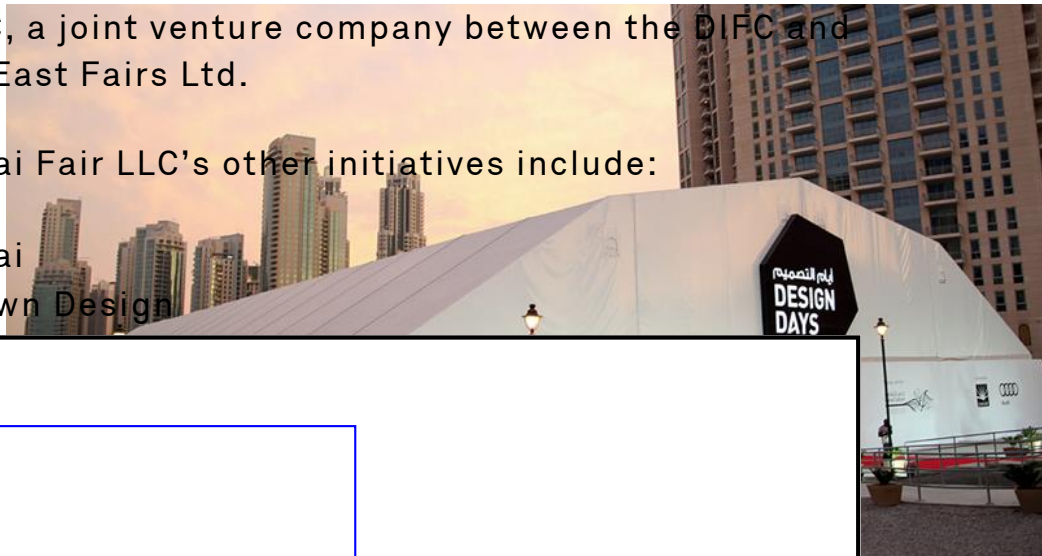 , a joint venture company between the DIFC and
East Fairs Ltd.
ai Fair LLC's other initiatives include:
ai
wn Design
أيام التصميم
DESIGN
DAYS